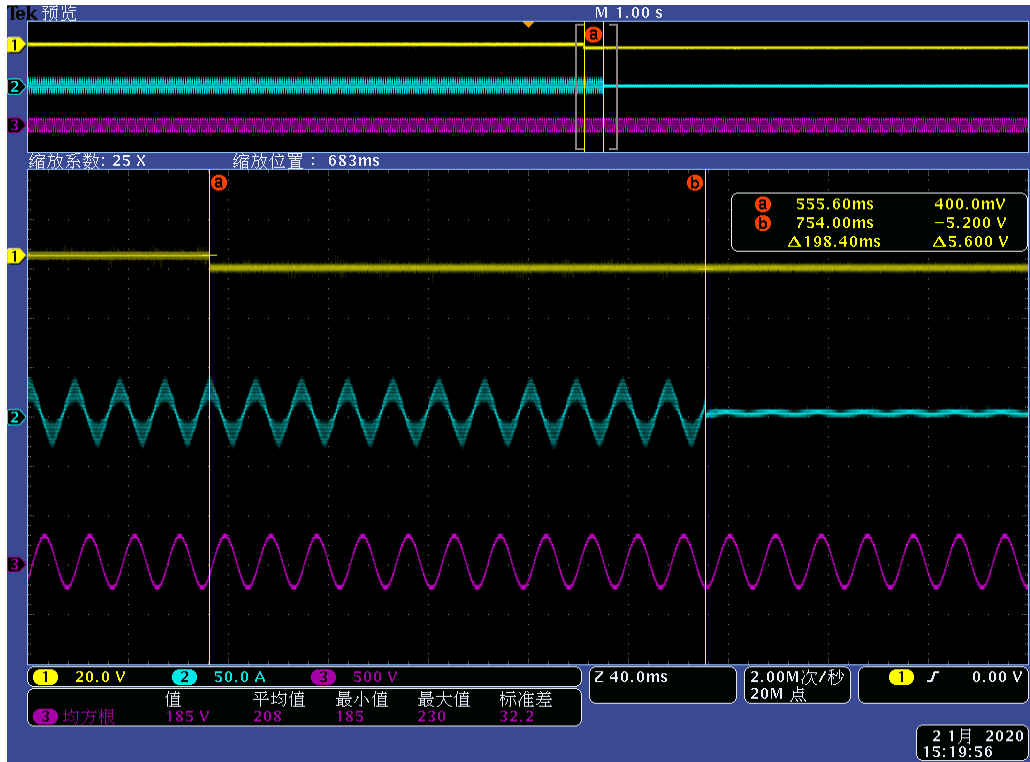 Tek 预览
M 1.00 s
a
1
2
3
缩放系数: 25 X 缩放位置: 683ms
a b
a 555.60ms 400.0mV
b 754.00ms −5.200 V
Δ198.40ms Δ5.600 V
1
2
3
1 20.0 V 2 50.0 A 3 500 V
Z 40.0ms
2.00M次/秒
20M 点
1 0.00 V
值 平均值 最小值 最大值 标准差
3 均方根 185 V 208 185 230 32.2
2 1月 2020
15:19:56